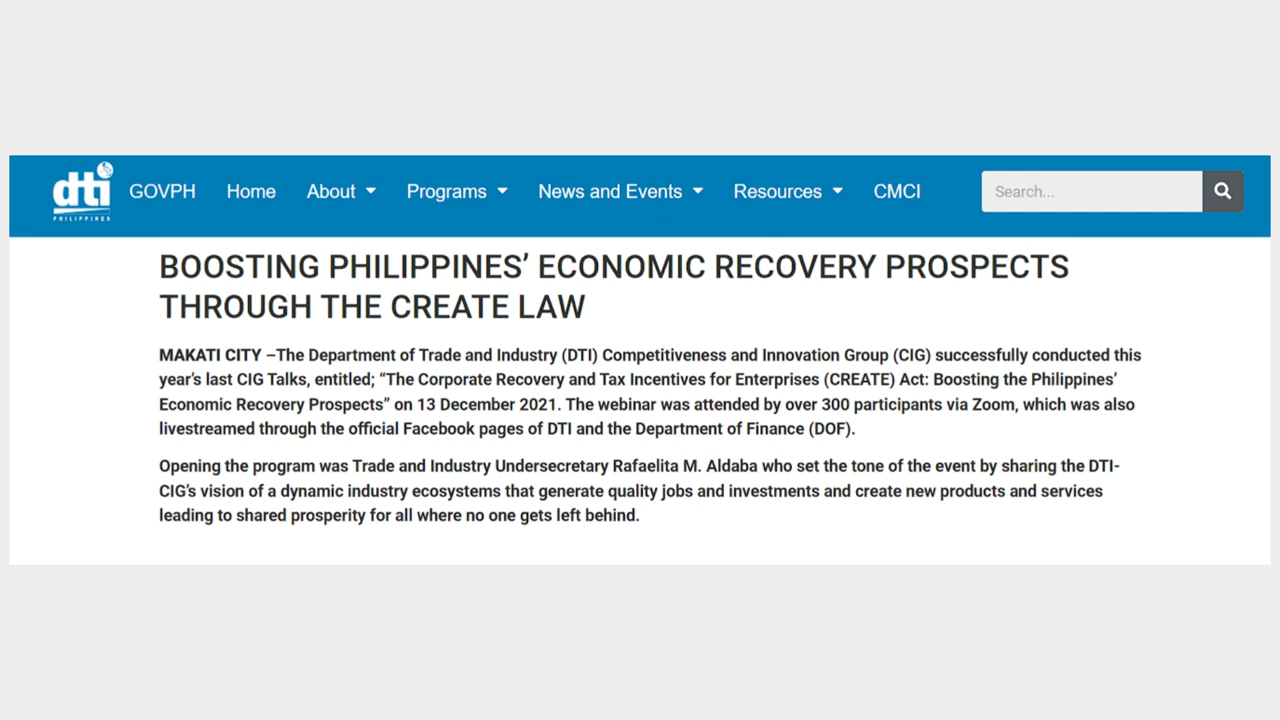 dti
PHILIPPINES
GOVPH Home About Programs News and Events Resources CMCI Search...
BOOSTING PHILIPPINES’ ECONOMIC RECOVERY PROSPECTS
THROUGH THE CREATE LAW
MAKATI CITY –The Department of Trade and Industry (DTI) Competitiveness and Innovation Group (CIG) successfully conducted this
year’s last CIG Talks, entitled; “The Corporate Recovery and Tax Incentives for Enterprises (CREATE) Act: Boosting the Philippines’
Economic Recovery Prospects” on 13 December 2021. The webinar was attended by over 300 participants via Zoom, which was also
livestreamed through the official Facebook pages of DTI and the Department of Finance (DOF).
Opening the program was Trade and Industry Undersecretary Rafaelita M. Aldaba who set the tone of the event by sharing the DTI-
CIG’s vision of a dynamic industry ecosystems that generate quality jobs and investments and create new products and services
leading to shared prosperity for all where no one gets left behind.